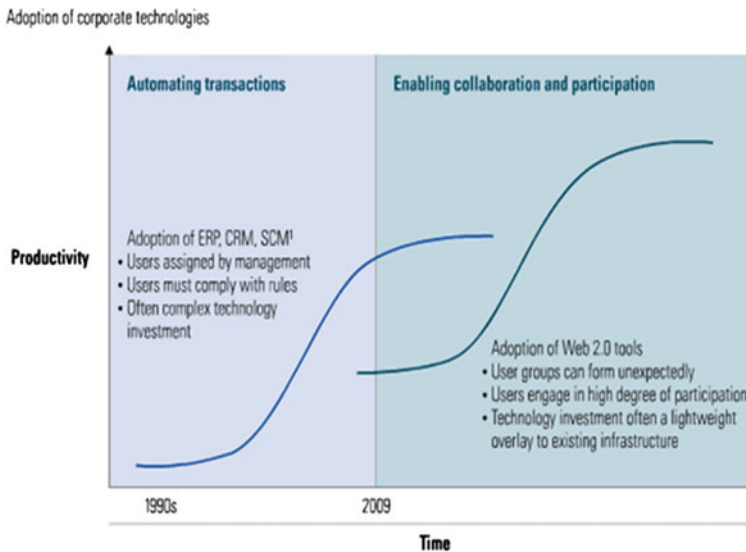 Adoption of corporate technologies
Automating transactions
Enabling collaboration and participation
Adoption of ERP, CRM, SCM¹
• Users assigned by management
• Users must comply with rules
• Often complex technology
investment
Productivity
Adoption of Web 2.0 tools
• User groups can form unexpectedly
• Users engage in high degree of participation
• Technology investment often a lightweight
overlay to existing infrastructure
1990s
2009
Time